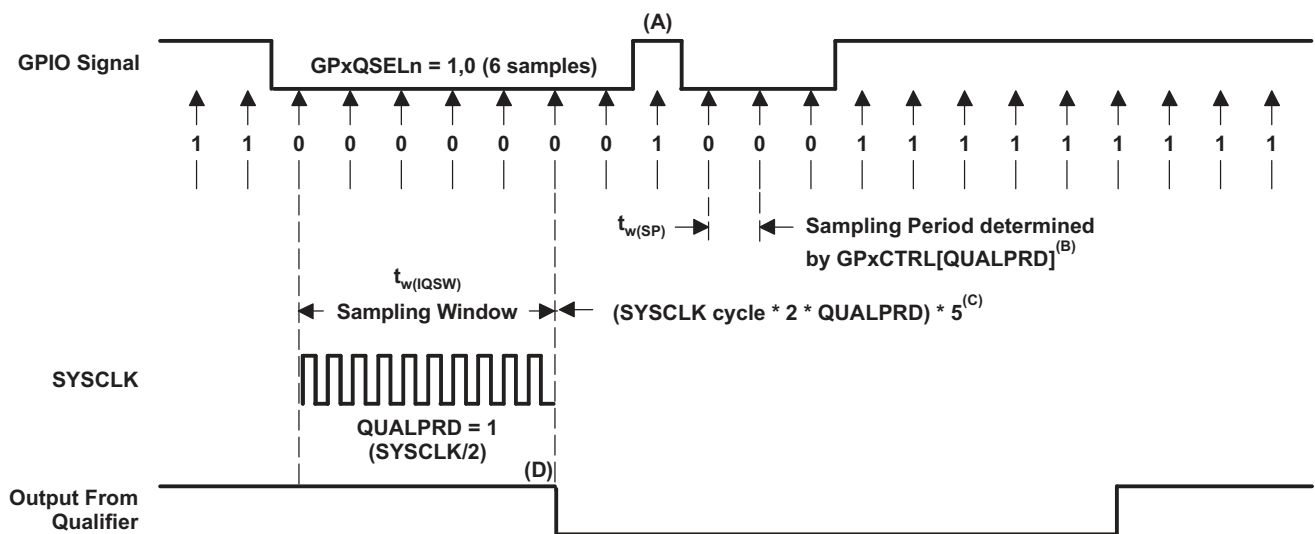 (A)
GPIO Signal
GPxQSELn = 1,0 (6 samples)
1 1 0 0 0 0 0 0 0 1 0 0 0 1 1 1 1 1 1 1 1 1
tw(SP)
Sampling Period determined
by GPxCTRL[QUALPRD](B)
tw(IQSW)
Sampling Window
(SYSCLK cycle * 2 * QUALPRD) * 5(C)
SYSCLK
QUALPRD = 1
(SYSCLK/2)
(D)
Output From
Qualifier